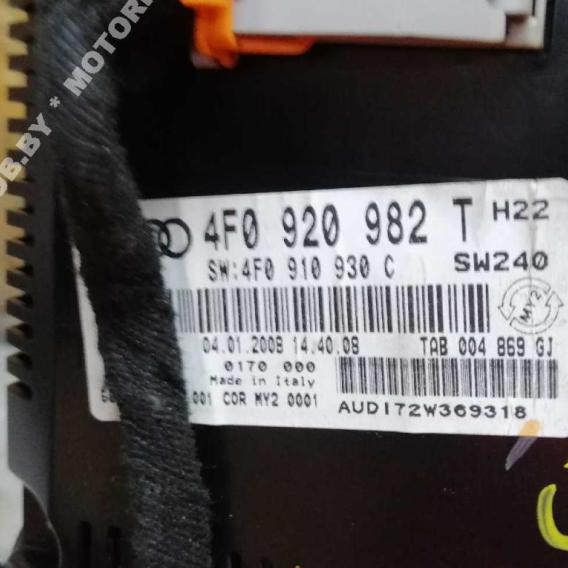 4F0 920 982 T H22
SW:4F0 910 930 C SW240
MY2
04.01.2008 14:40.08 TAB 004 869 GJ
0170 000
Made in Italy
001 COR MY2 0001
AUDI72W369318